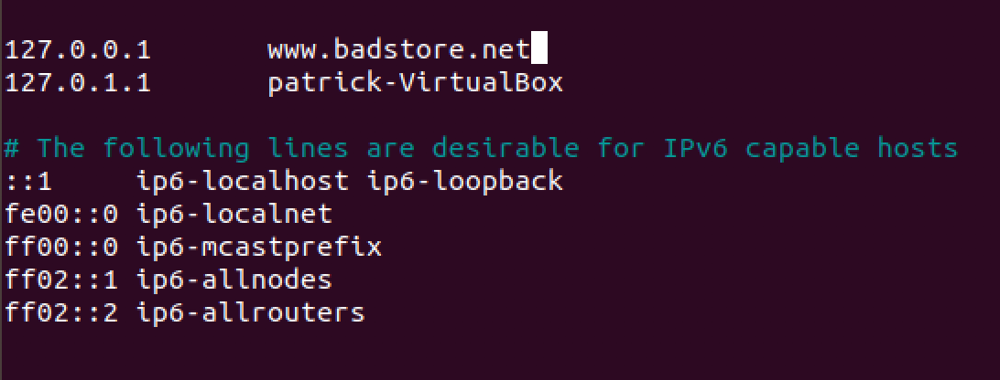 127.0.0.1       www.badstore.net
127.0.1.1       patrick-VirtualBox
# The following lines are desirable for IPv6 capable hosts
::1     ip6-localhost ip6-loopback
fe00::0 ip6-localnet
ff00::0 ip6-mcastprefix
ff02::1 ip6-allnodes
ff02::2 ip6-allrouters